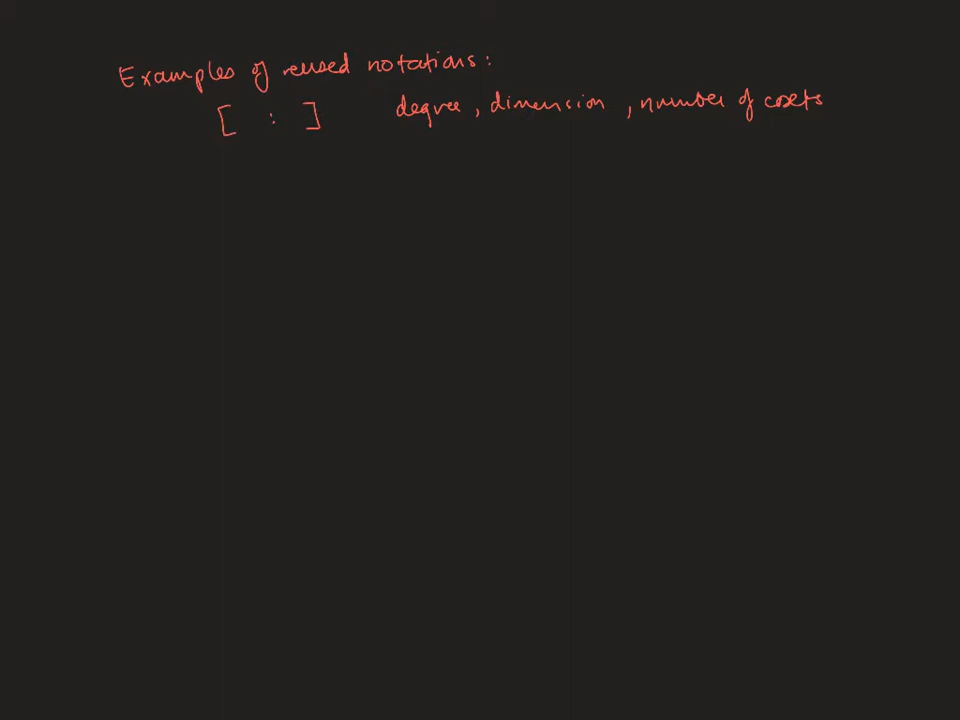 Examples of reused notations:
[ : ] degree, dimension, number of cosets